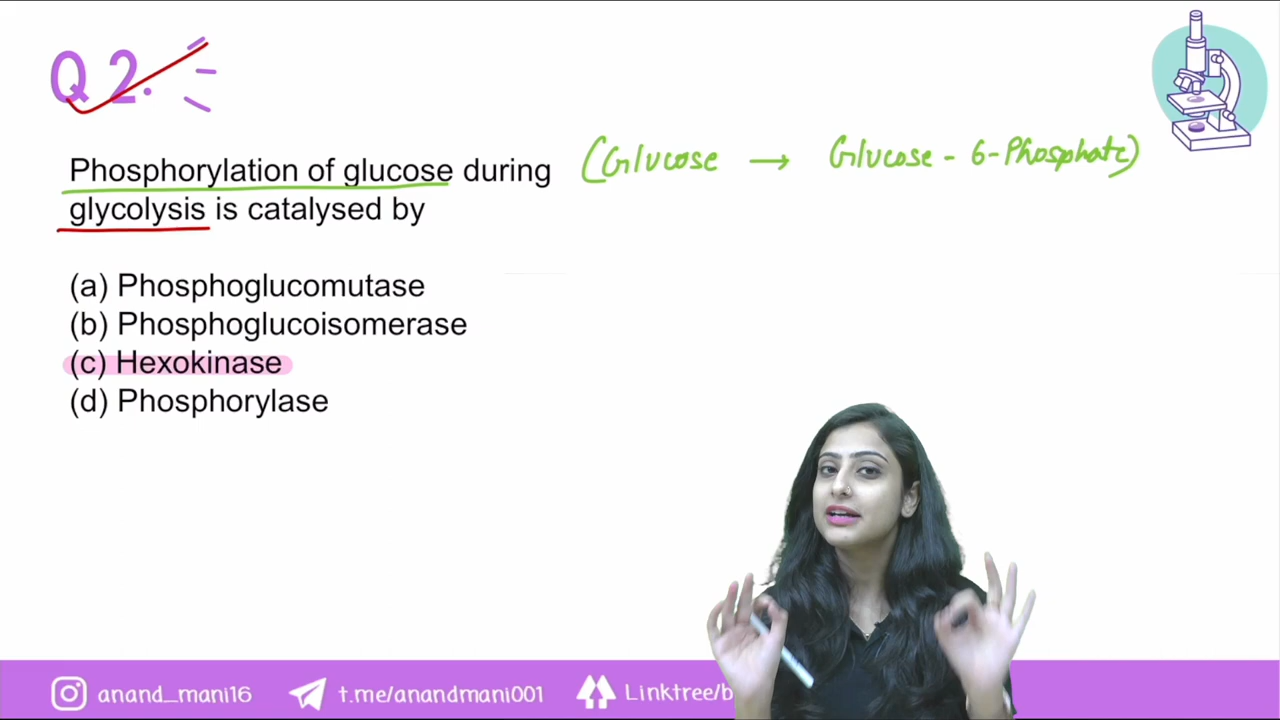 Q 2.
Phosphorylation of glucose during
(Glucose → Glucose - 6 - Phosphate)
glycolysis is catalysed by
(a) Phosphoglucomutase
(b) Phosphoglucoisomerase
(c) Hexokinase
(d) Phosphorylase
anand_mani16
t.me/anandmani001
Linktree/b